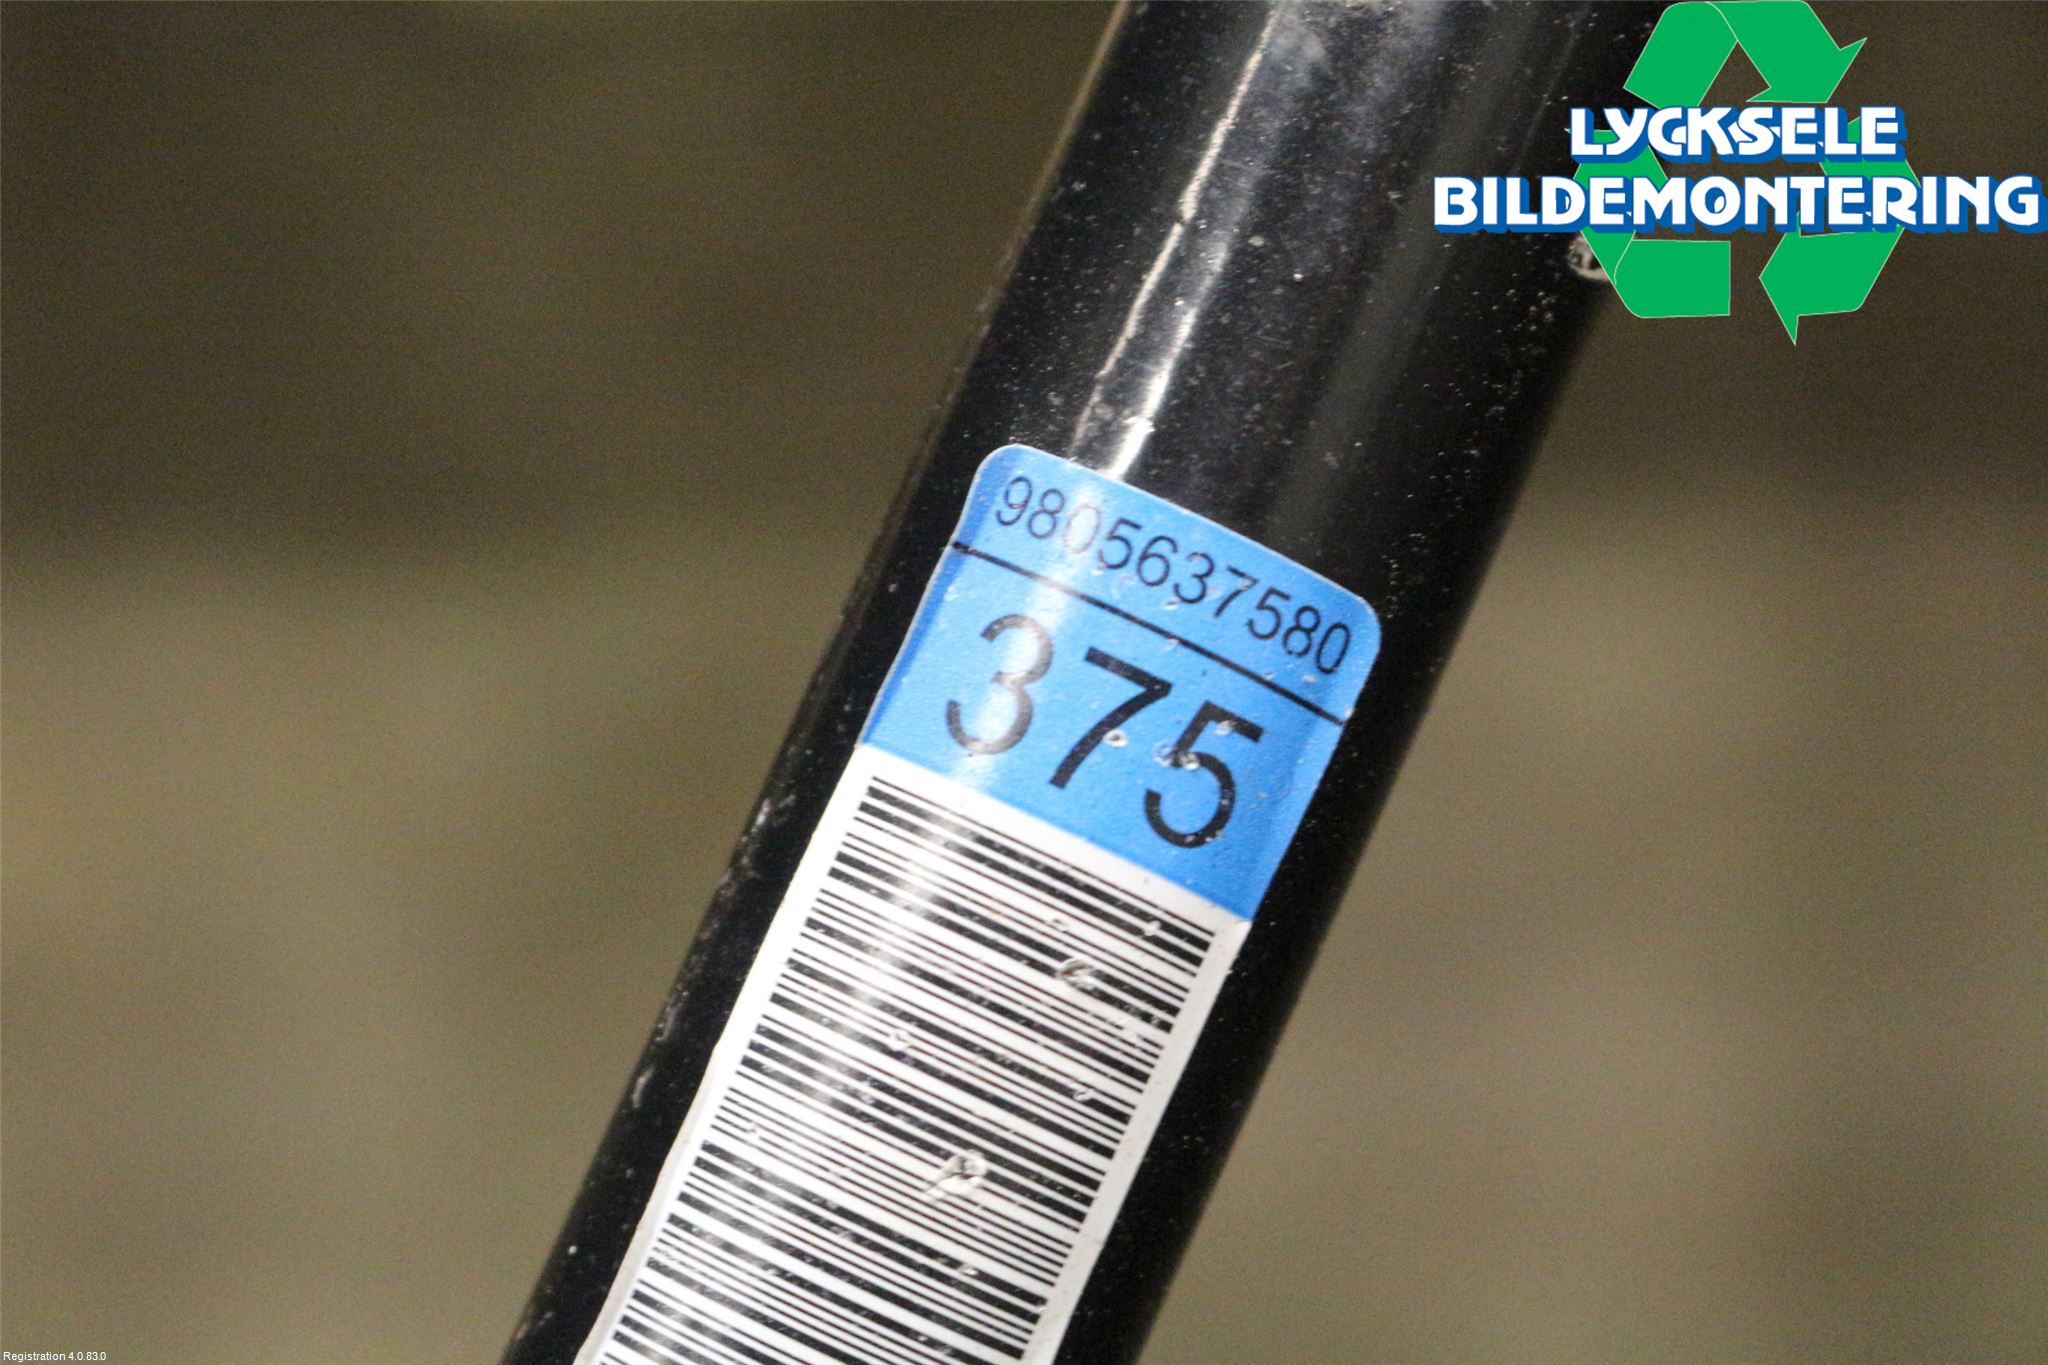 LYCKSELE
BILDEMONTERING
9805637580
375
Registration 4.0.83.0